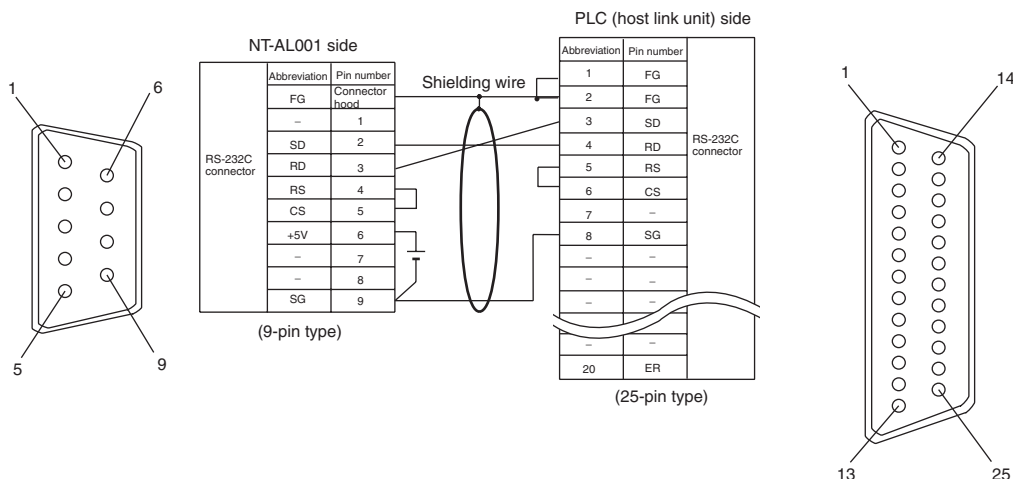 PLC (host link unit) side
NT-AL001 side
Abbreviation Pin number
FG Connector hood
– 1
SD 2
RD 3
RS 4
CS 5
+5V 6
– 7
– 8
SG 9
RS-232C
connector
(9-pin type)
Shielding wire
Abbreviation Pin number
1 FG
2 FG
3 SD
4 RD
5 RS
6 CS
7 –
8 SG
– –
– –
– –
– –
20 ER
RS-232C
connector
(25-pin type)
1
6
5
9
1
14
13
25